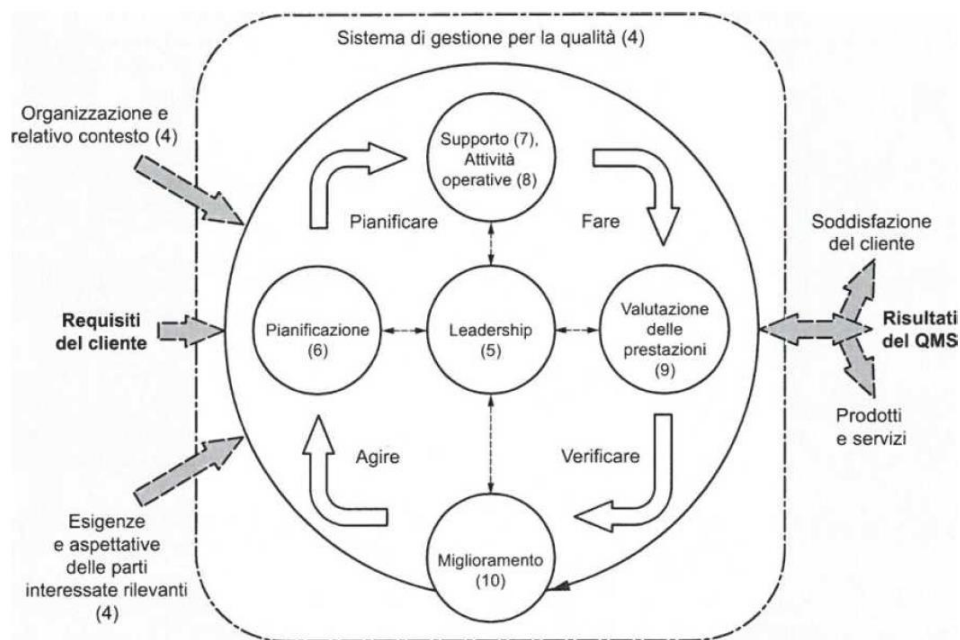 Sistema di gestione per la qualità (4)
Organizzazione e
relativo contesto (4)
Supporto (7),
Attività
operative (8)
Pianificare
Fare
Soddisfazione
del cliente
Requisiti
del cliente
Pianificazione
(6)
Leadership
(5)
Valutazione
delle
prestazioni
(9)
Risultati
del QMS
Agire
Verificare
Prodotti
e servizi
Esigenze
e aspettative
delle parti
interessate rilevanti
(4)
Miglioramento
(10)